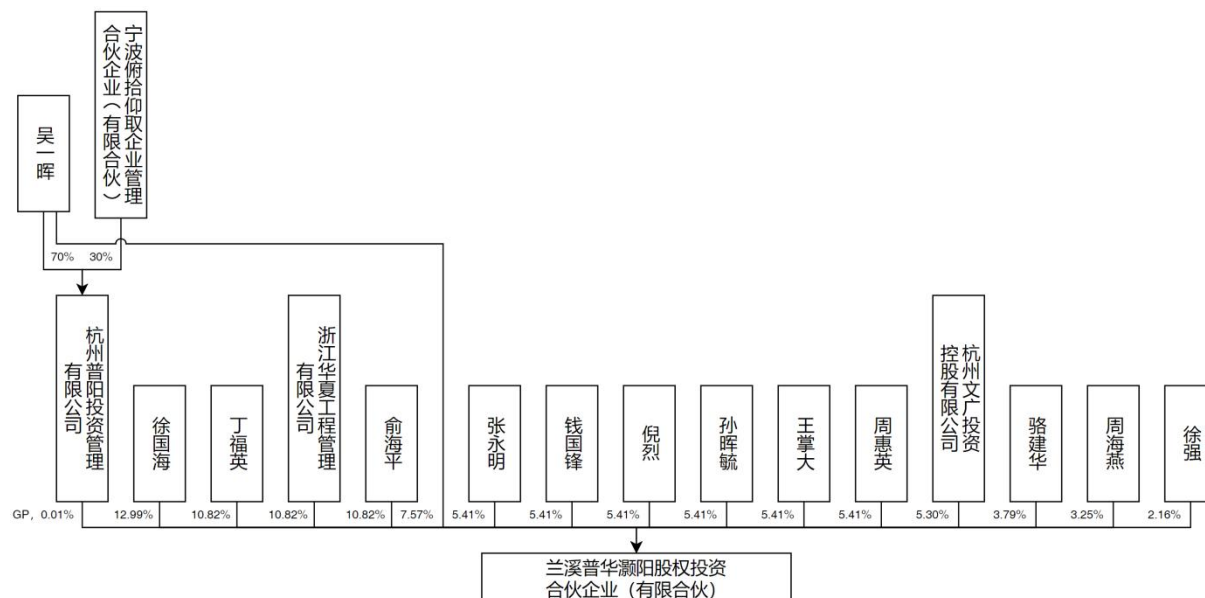 宁波俯拾仰取企业管理
合伙企业（有限合伙）
吴一晖
70%
30%
杭州普阳投资管理
有限公司
徐国海
丁福英
浙江华夏工程管理
有限公司
俞海平
张永明
钱国锋
倪烈
孙晖毓
王掌大
周惠英
杭州文广投资
控股有限公司
骆建华
周海燕
徐强
GP，0.01%
12.99%
10.82%
10.82%
10.82%
7.57%
5.41%
5.41%
5.41%
5.41%
5.41%
5.41%
5.30%
3.79%
3.25%
2.16%
兰溪普华灏阳股权投资
合伙企业（有限合伙）